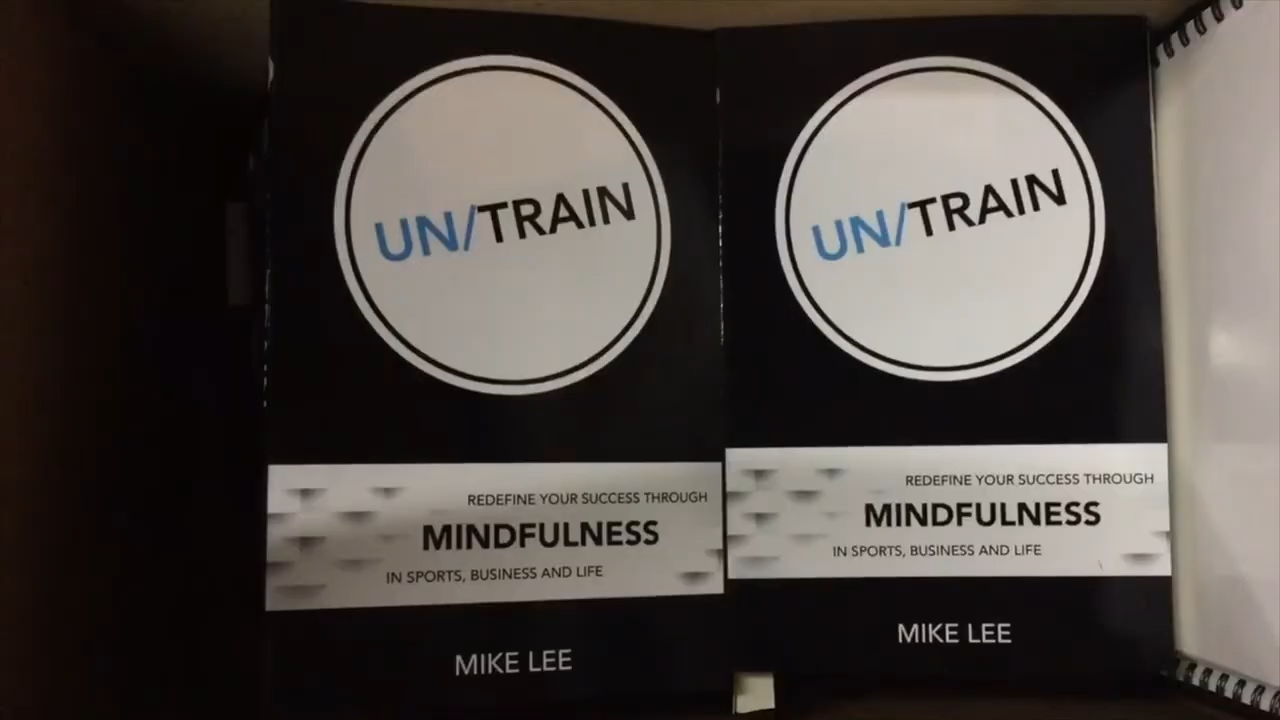 UN/TRAIN
REDEFINE YOUR SUCCESS THROUGH
MINDFULNESS
IN SPORTS, BUSINESS AND LIFE
MIKE LEE
UN/TRAIN
REDEFINE YOUR SUCCESS THROUGH
MINDFULNESS
IN SPORTS, BUSINESS AND LIFE
MIKE LEE